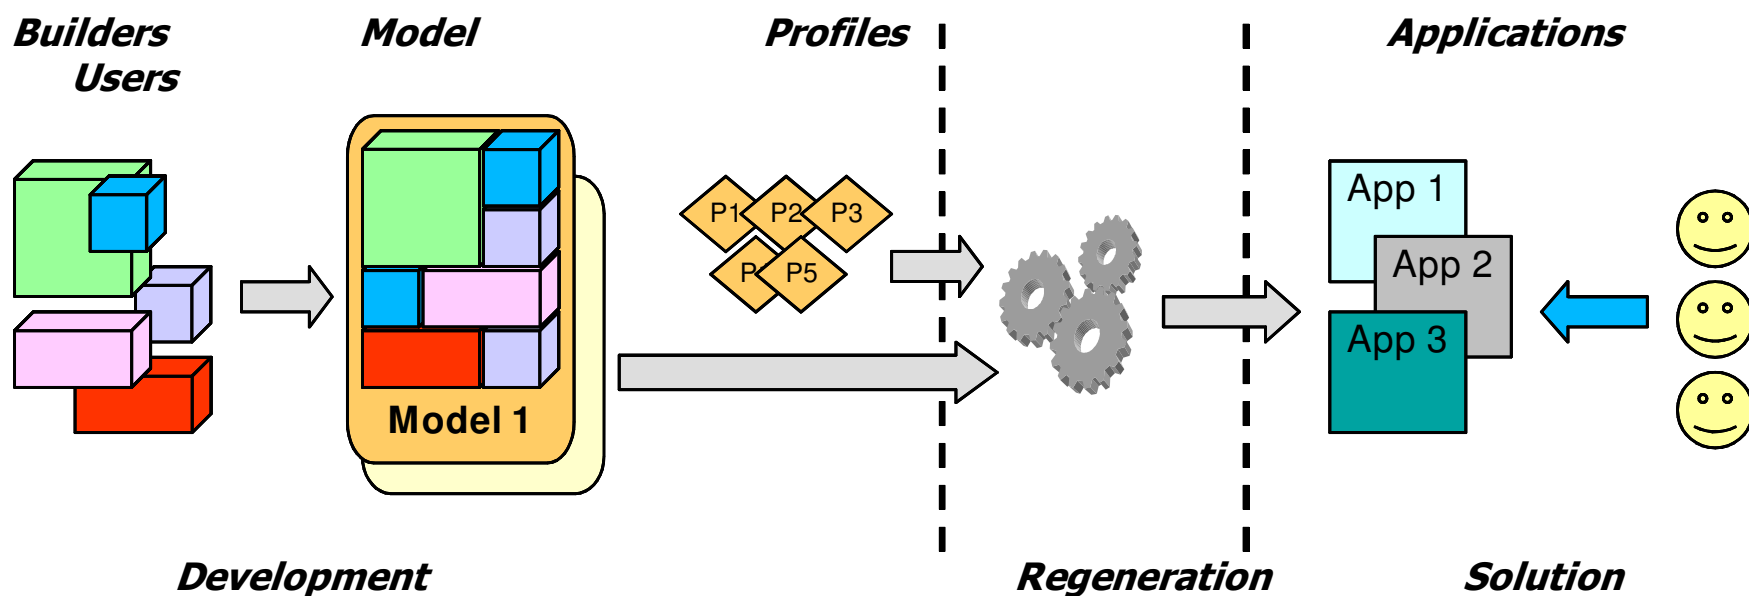 Builders
Users
Model
Profiles
Applications
P1
P2
P3
P5
Model 1
App 1
App 2
App 3
Development
Regeneration
Solution